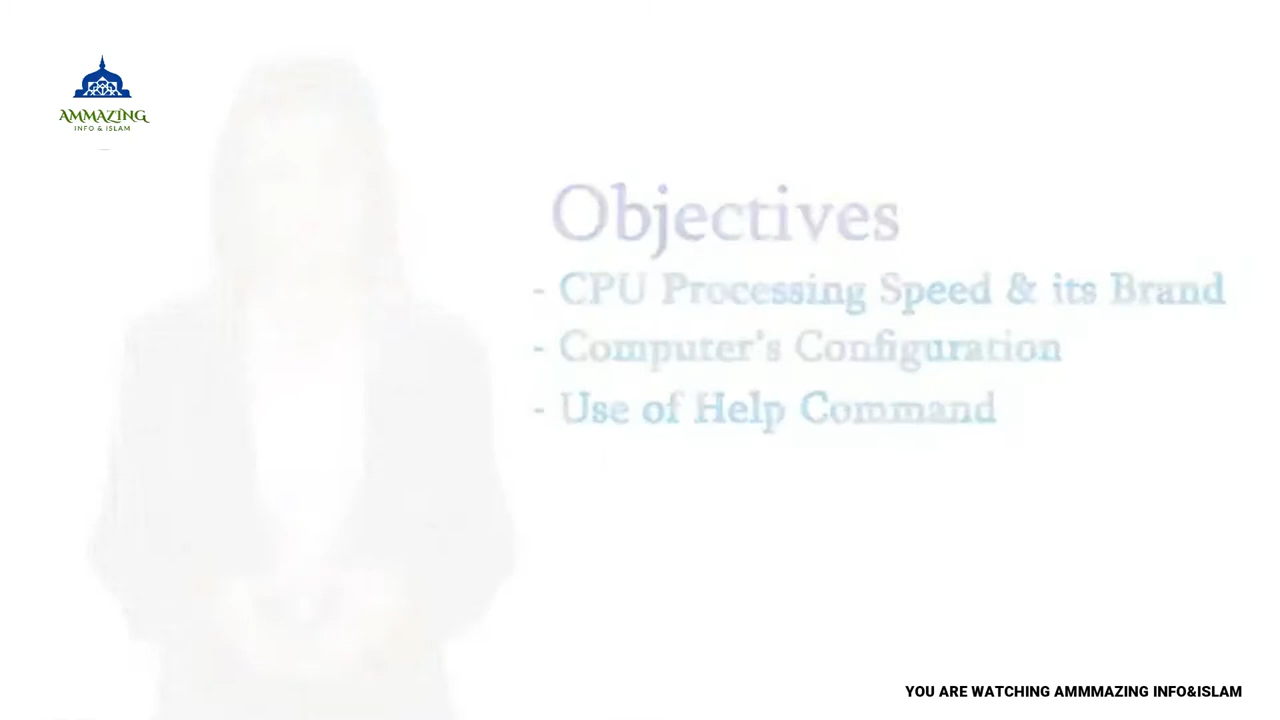 AMMAZING
INFO & ISLAM
Objectives
- CPU Processing Speed & its Brand
- Computer's Configuration
- Use of Help Command
YOU ARE WATCHING AMMMAZING INFO&ISLAM